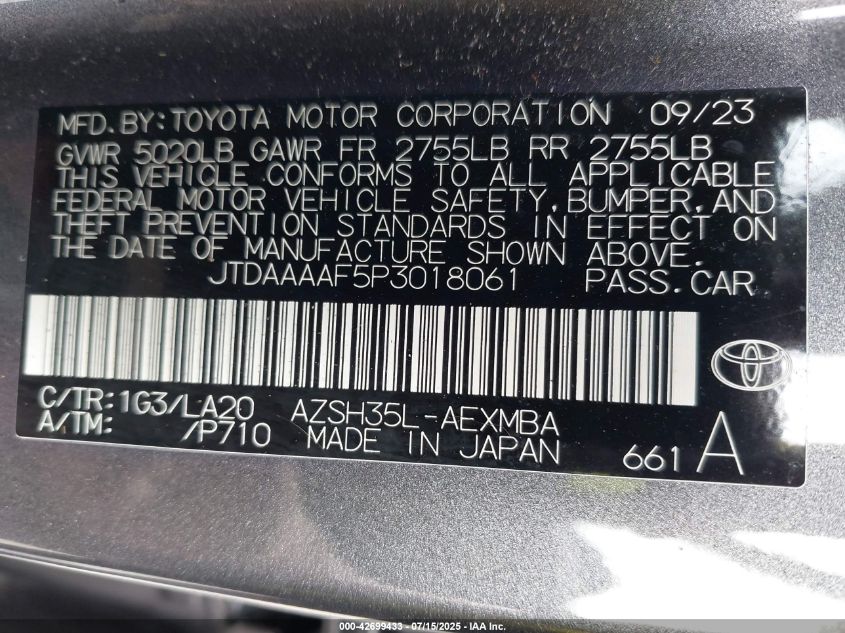 MFD.BY:TOYOTA MOTOR CORPORATION 09/23
GVWR 5020LB GAWR FR 2755LB RR 2755LB
THIS VEHICLE CONFORMS TO ALL APPLICABLE
FEDERAL MOTOR VEHICLE SAFETY,BUMPER,AND
THEFT PREVENTION STANDARDS IN EFFECT ON
THE DATE OF MANUFACTURE SHOWN ABOVE.
JTDAAAAF5P3018061 PASS.CAR
C/TR:1G3/LA20 AZSH35L-AEXMBA
A/TM: /P710 MADE IN JAPAN 661A
000-42699433 - 07/15/2025 - IAA Inc.